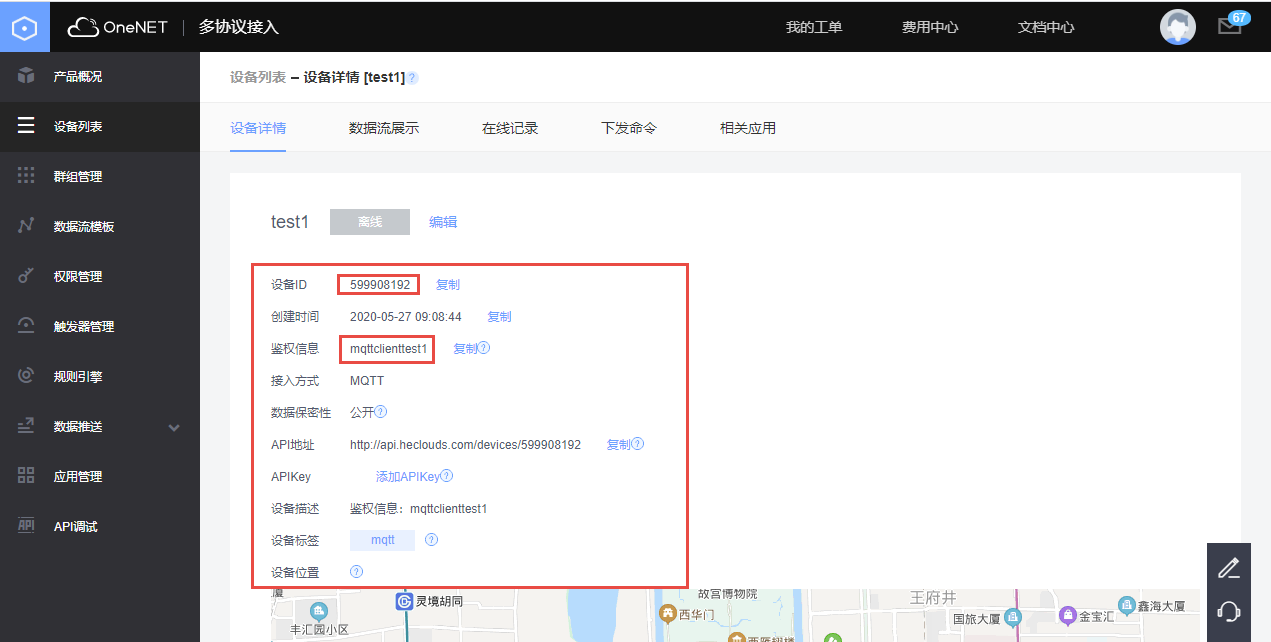 OneNET 多协议接入 我的工单 费用中心 文档中心 67
产品概况
设备列表
群组管理
数据流模板
权限管理
触发器管理
规则引擎
数据推送
应用管理
API API调试
设备列表 – 设备详情 [test1] ?
设备详情 数据流展示 在线记录 下发命令 相关应用
test1 离线 编辑
设备ID 599908192 复制
创建时间 2020-05-27 09:08:44 复制
鉴权信息 mqttclienttest1 复制 ?
接入方式 MQTT
数据保密性 公开 ?
API地址 http://api.heclouds.com/devices/599908192 复制 ?
APIKey 添加APIKey ?
设备描述 鉴权信息：mqttclienttest1
设备标签 mqtt ?
设备位置 ?
厦 灵境胡同 故宫博物院 王府井
丰汇园小区 西华门 国旅大厦 金宝汇 鑫海大厦